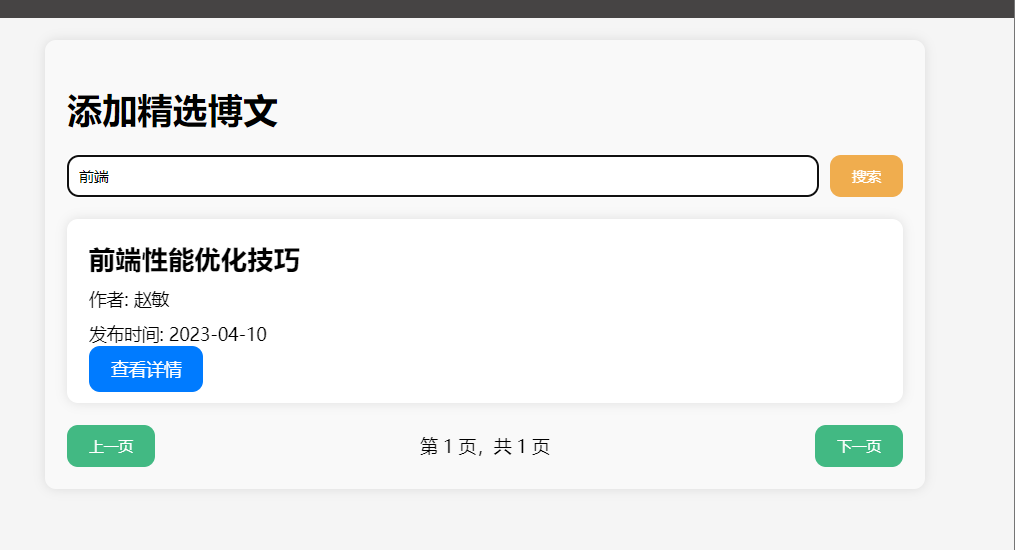 添加精选博文
前端
搜索
前端性能优化技巧
作者: 赵敏
发布时间: 2023-04-10
查看详情
上一页
第 1 页，共 1 页
下一页